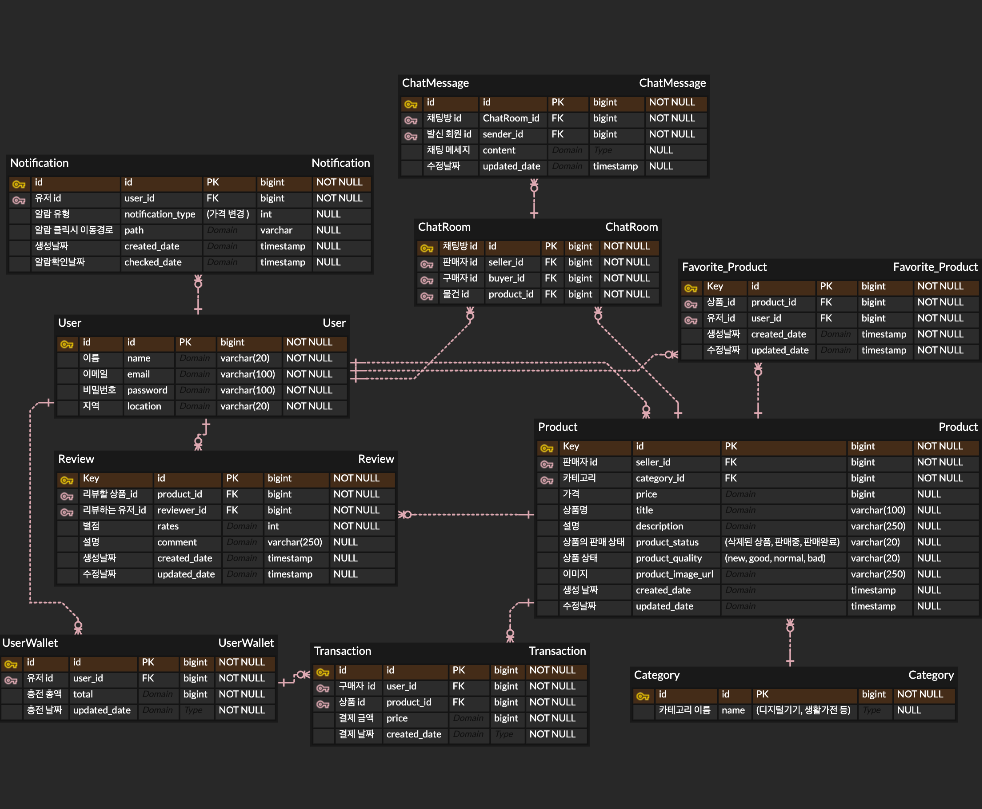 ChatMessage ChatMessage
id id PK bigint NOT NULL
채팅방 id ChatRoom_id FK bigint NOT NULL
발신 회원 id sender_id FK bigint NOT NULL
채팅 메세지 content Domain Type NULL
수정날짜 updated_date Domain timestamp NULL
Notification Notification
id id PK bigint NOT NULL
유저 id user_id FK bigint NOT NULL
알람 유형 notification_type (가격 변경 ) int NULL
알람 클릭시 이동경로 path Domain varchar NULL
생성날짜 created_date Domain timestamp NULL
알람확인날짜 checked_date Domain timestamp NULL
ChatRoom ChatRoom
채팅방 id id PK bigint NOT NULL
판매자 id seller_id FK bigint NOT NULL
구매자 id buyer_id FK bigint NOT NULL
물건 id product_id FK bigint NOT NULL
Favorite_Product Favorite_Product
Key id PK bigint NOT NULL
상품_id product_id FK bigint NOT NULL
유저_id user_id FK bigint NOT NULL
생성날짜 created_date Domain timestamp NOT NULL
수정날짜 updated_date Domain timestamp NOT NULL
User User
id id PK bigint NOT NULL
이름 name Domain varchar(20) NOT NULL
이메일 email Domain varchar(100) NOT NULL
비밀번호 password Domain varchar(100) NOT NULL
지역 location Domain varchar(20) NOT NULL
Product Product
Key id PK bigint NOT NULL
판매자 id seller_id FK bigint NOT NULL
카테고리 category_id FK bigint NOT NULL
가격 price Domain bigint NULL
상품명 title Domain varchar(100) NULL
설명 description Domain varchar(250) NULL
상품의 판매 상태 product_status (삭제된 상품, 판매중, 판매완료) varchar(20) NULL
상품 상태 product_quality (new, good, normal, bad) varchar(20) NULL
이미지 product_image_url Domain varchar(250) NULL
생성 날짜 created_date Domain timestamp NULL
수정날짜 updated_date Domain timestamp NULL
Review Review
Key id PK bigint NOT NULL
리뷰할 상품_id product_id FK bigint NOT NULL
리뷰하는 유저_id reviewer_id FK bigint NOT NULL
별점 rates Domain int NOT NULL
설명 comment Domain varchar(250) NULL
생성날짜 created_date Domain timestamp NULL
수정날짜 updated_date Domain timestamp NULL
UserWallet UserWallet
id id PK bigint NOT NULL
유저 id user_id FK bigint NOT NULL
충전 총액 total Domain bigint NOT NULL
충전 날짜 updated_date Domain Type NOT NULL
Transaction Transaction
id id PK bigint NOT NULL
구매자 id user_id FK bigint NOT NULL
상품 id product_id FK bigint NOT NULL
결제 금액 price Domain bigint NOT NULL
결제 날짜 created_date Domain Type NOT NULL
Category Category
id id PK bigint NOT NULL
카테고리 이름 name (디지털기기, 생활가전 등) Type NULL